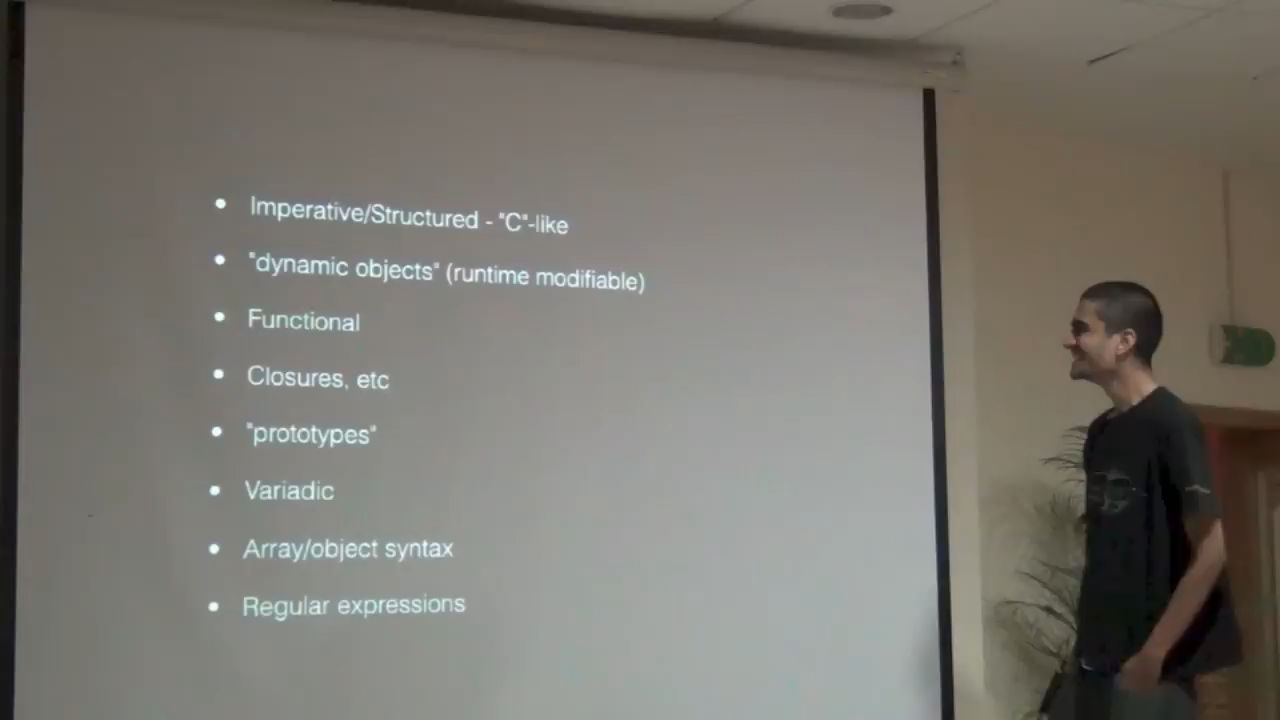 • Imperative/Structured - "C"-like
• "dynamic objects" (runtime modifiable)
• Functional
• Closures, etc
• "prototypes"
• Variadic
• Array/object syntax
• Regular expressions